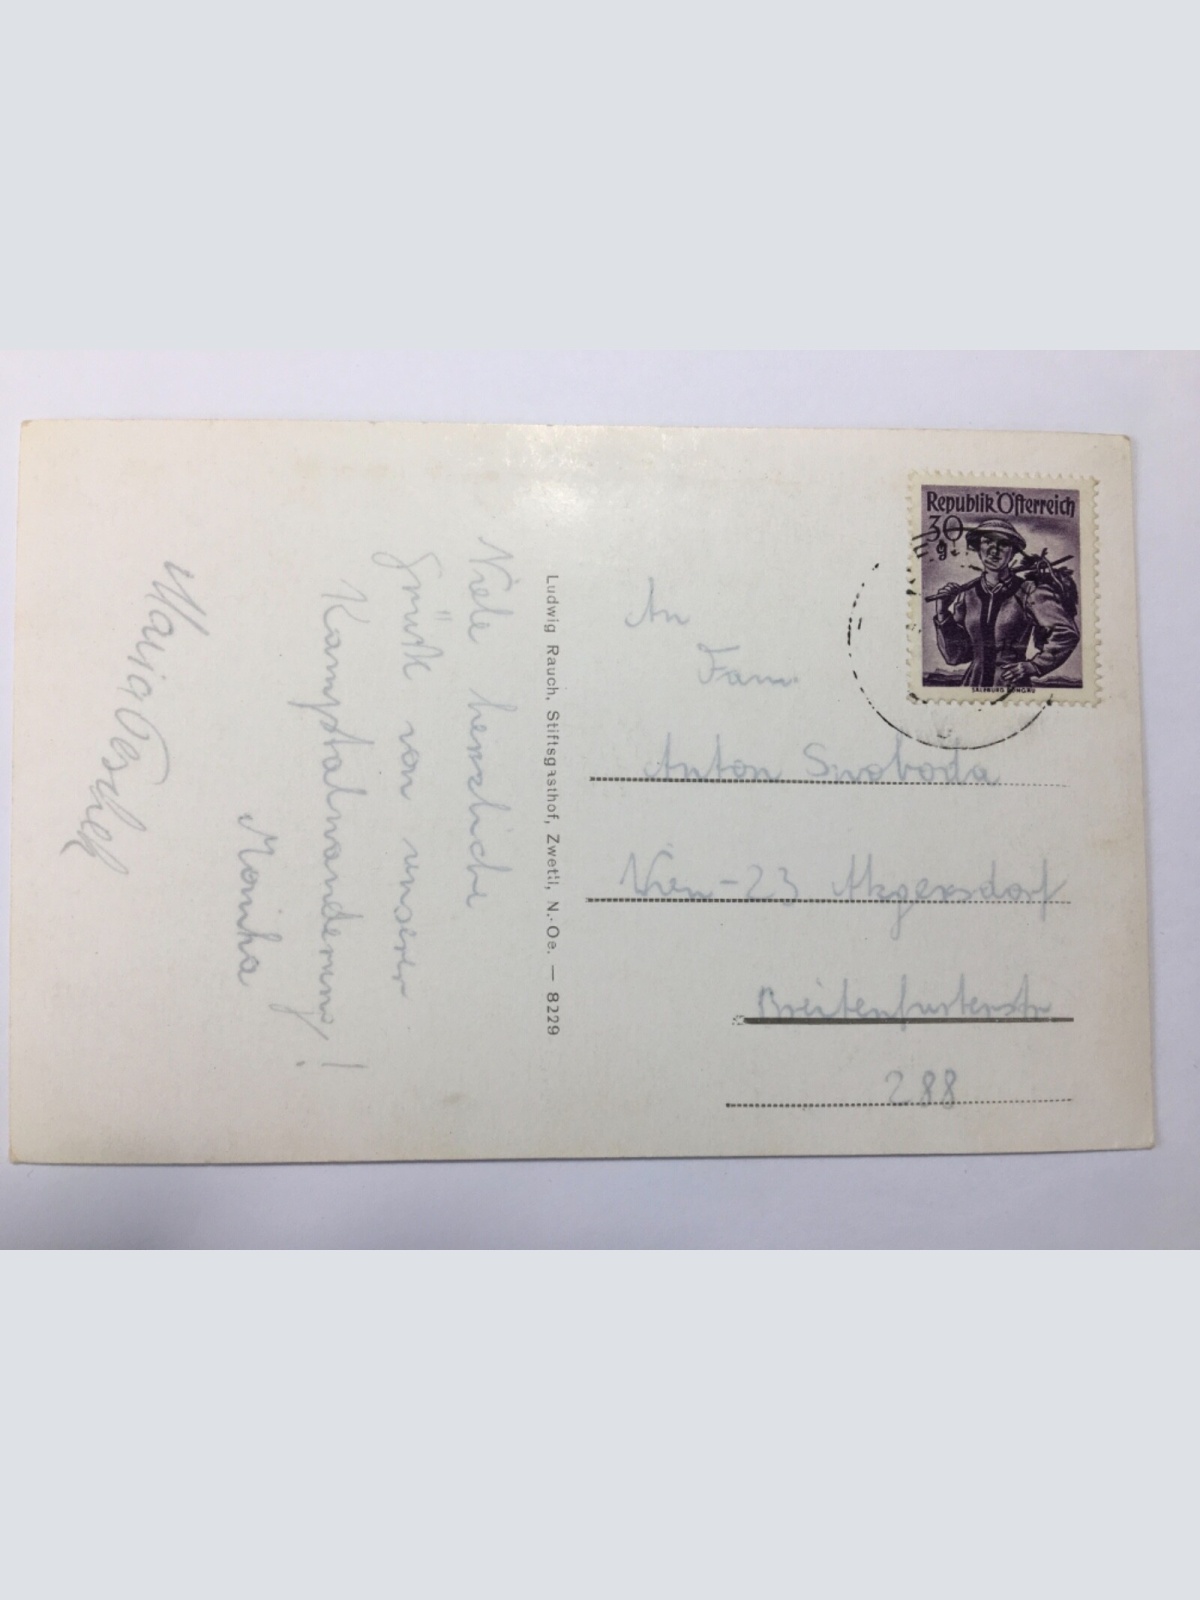 Viele herzliche
Grüße von unserer
Kamptalwanderung!
Monika
Maria
Ludwig Rauch, Stiftsgasthof, Zwettl, N.-Oe. — 8229
Republik Österreich
30
g
SALZBURG PONGAU
An
Fam.
Anton Swoboda
Wien-23 Atzgersdorf
Breitenfurterstr
288